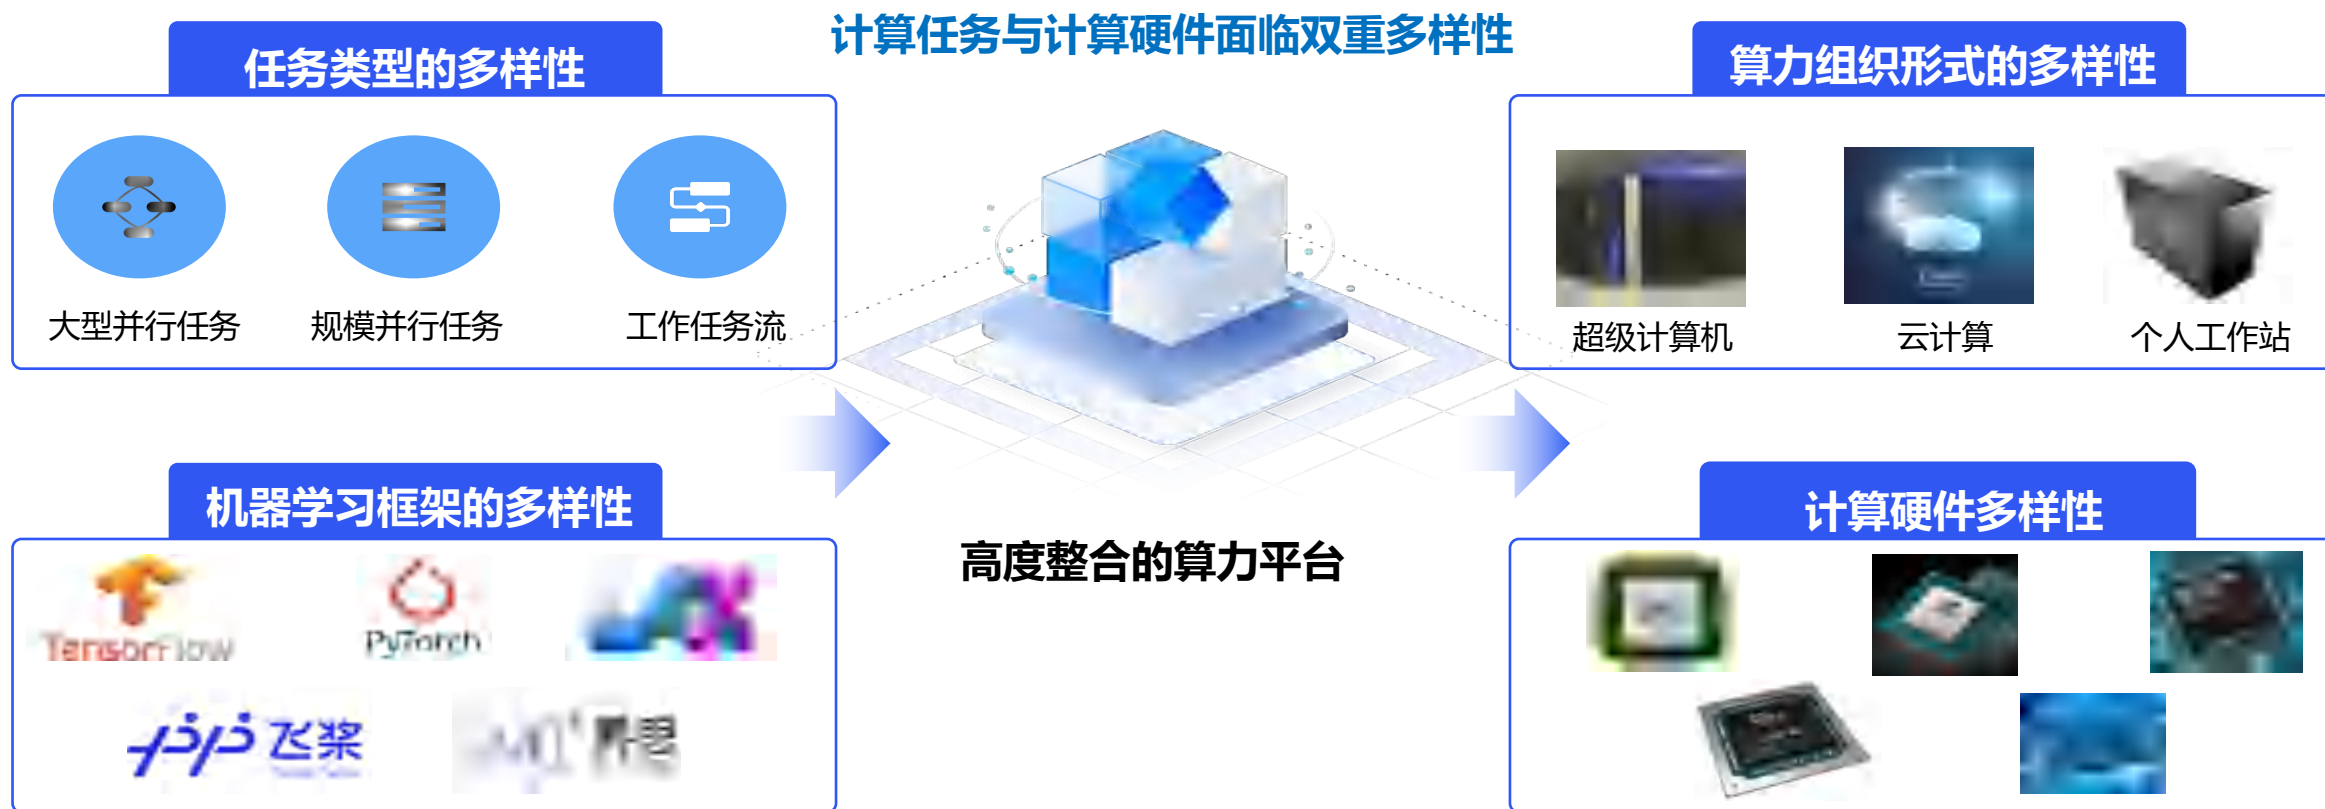 计算任务与计算硬件面临双重多样性
任务类型的多样性
大型并行任务
规模并行任务
工作任务流
机器学习框架的多样性
TensorFlow
PyTorch
飞桨
高度整合的算力平台
算力组织形式的多样性
超级计算机
云计算
个人工作站
计算硬件多样性